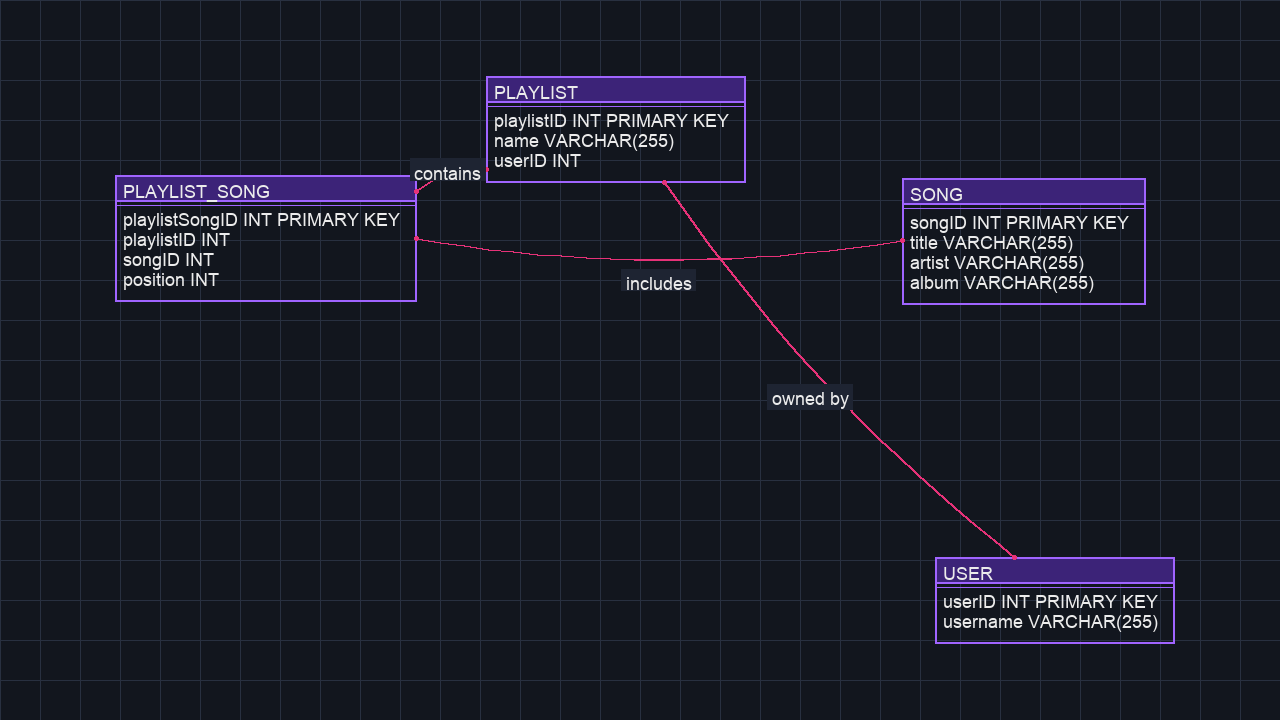 PLAYLIST
playlistID INT PRIMARY KEY
name VARCHAR(255)
userID INT
contains
PLAYLIST_SONG
playlistSongID INT PRIMARY KEY
playlistID INT
songID INT
position INT
SONG
songID INT PRIMARY KEY
title VARCHAR(255)
artist VARCHAR(255)
album VARCHAR(255)
includes
owned by
USER
userID INT PRIMARY KEY
username VARCHAR(255)